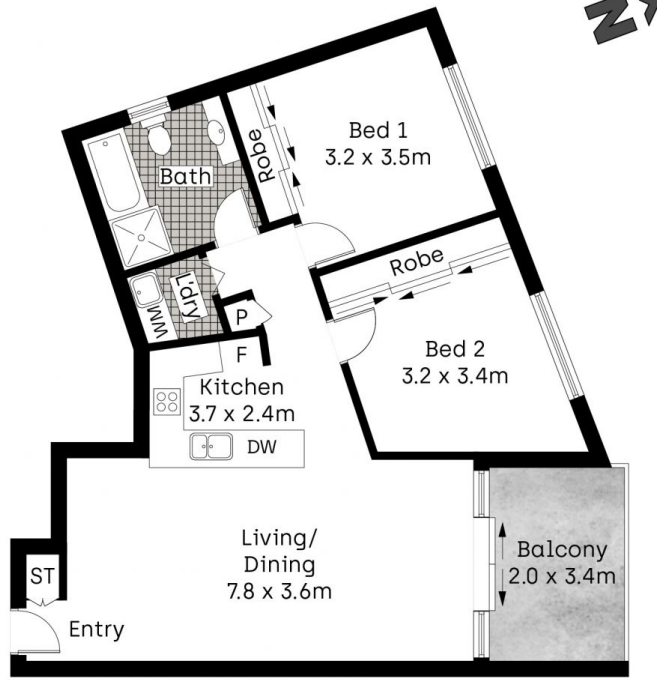 N
Bed 1
3.2 x 3.5m
Robe
Bath
Robe
L'dry
WM
P
F
Bed 2
3.2 x 3.4m
Kitchen
3.7 x 2.4m
DW
Living/
Dining
7.8 x 3.6m
Balcony
2.0 x 3.4m
ST
Entry